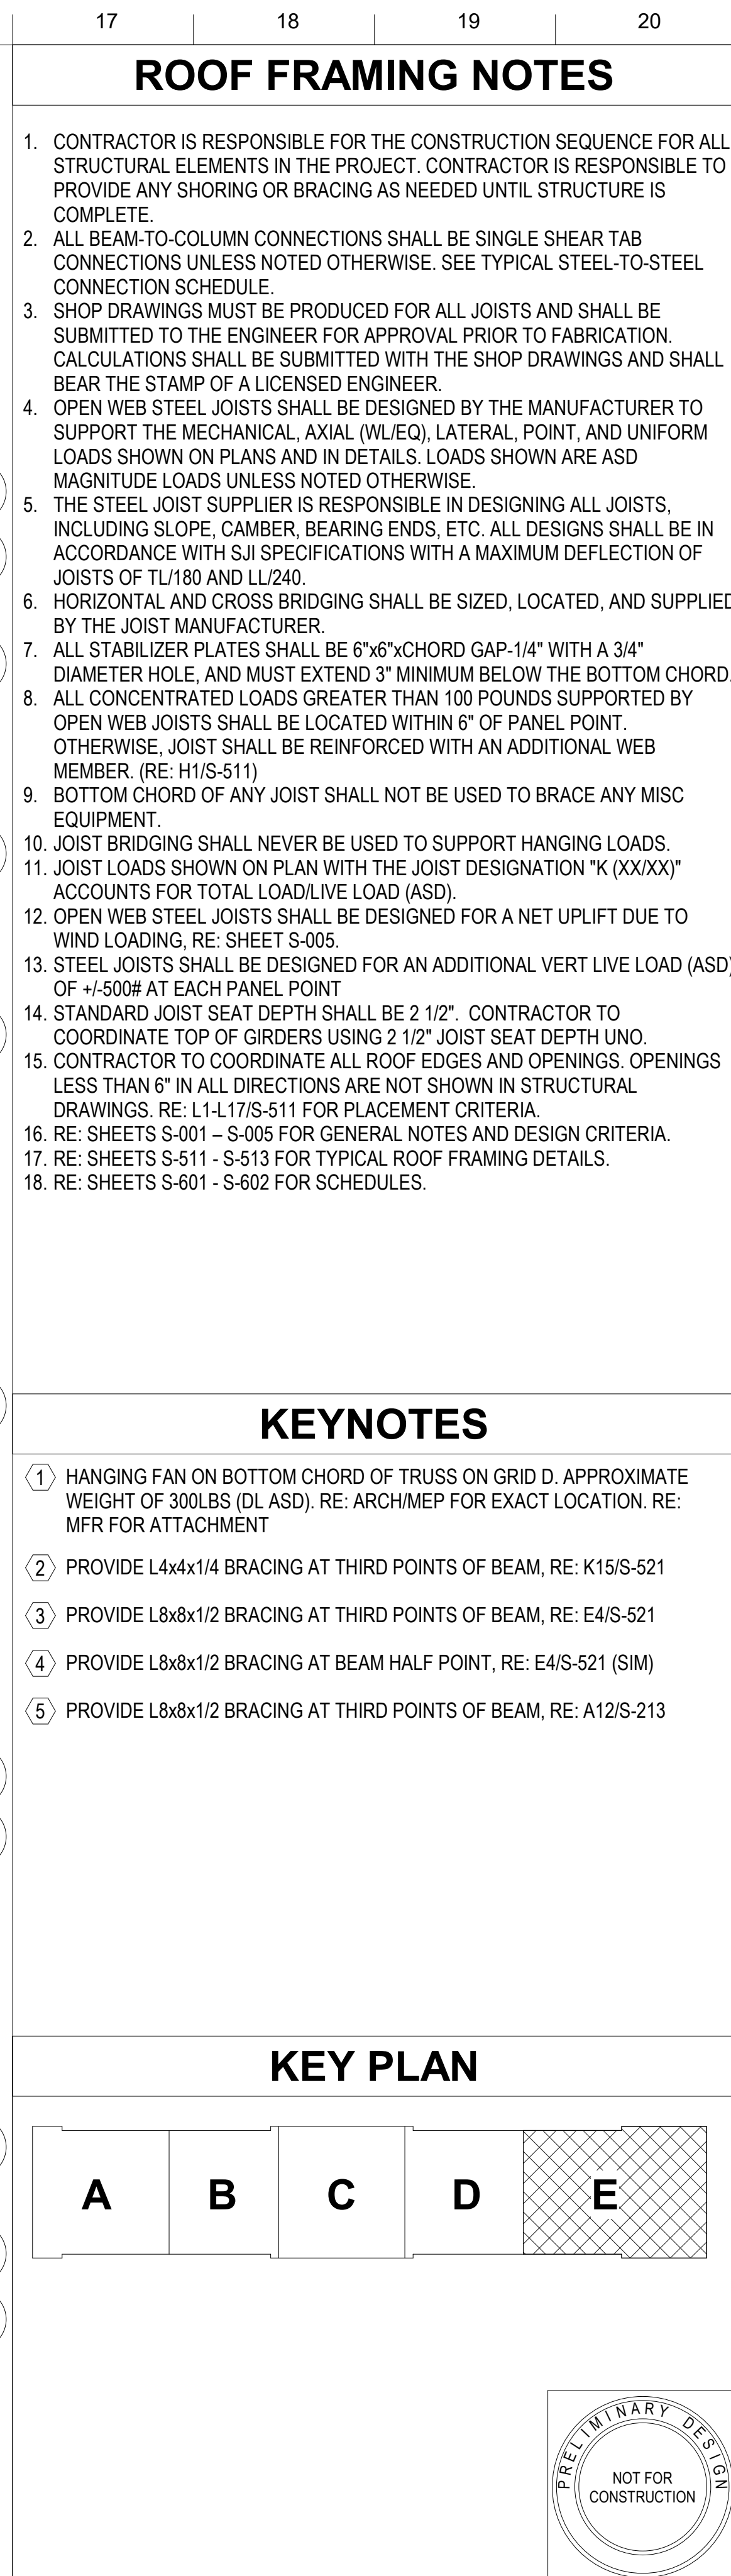 17 18 19 20
ROOF FRAMING NOTES
1. CONTRACTOR IS RESPONSIBLE FOR THE CONSTRUCTION SEQUENCE FOR ALL
STRUCTURAL ELEMENTS IN THE PROJECT. CONTRACTOR IS RESPONSIBLE TO
PROVIDE ANY SHORING OR BRACING AS NEEDED UNTIL STRUCTURE IS
COMPLETE.
2. ALL BEAM-TO-COLUMN CONNECTIONS SHALL BE SINGLE SHEAR TAB
CONNECTIONS UNLESS NOTED OTHERWISE. SEE TYPICAL STEEL-TO-STEEL
CONNECTION SCHEDULE.
3. SHOP DRAWINGS MUST BE PRODUCED FOR ALL JOISTS AND SHALL BE
SUBMITTED TO THE ENGINEER FOR APPROVAL PRIOR TO FABRICATION.
CALCULATIONS SHALL BE SUBMITTED WITH THE SHOP DRAWINGS AND SHALL
BEAR THE STAMP OF A LICENSED ENGINEER.
4. OPEN WEB STEEL JOISTS SHALL BE DESIGNED BY THE MANUFACTURER TO
SUPPORT THE MECHANICAL, AXIAL (WL/EQ), LATERAL, POINT, AND UNIFORM
LOADS SHOWN ON PLANS AND IN DETAILS. LOADS SHOWN ARE ASD
MAGNITUDE LOADS UNLESS NOTED OTHERWISE.
5. THE STEEL JOIST SUPPLIER IS RESPONSIBLE IN DESIGNING ALL JOISTS,
INCLUDING SLOPE, CAMBER, BEARING ENDS, ETC. ALL DESIGNS SHALL BE IN
ACCORDANCE WITH SJI SPECIFICATIONS WITH A MAXIMUM DEFLECTION OF
JOISTS OF TL/180 AND LL/240.
6. HORIZONTAL AND CROSS BRIDGING SHALL BE SIZED, LOCATED, AND SUPPLIED
BY THE JOIST MANUFACTURER.
7. ALL STABILIZER PLATES SHALL BE 6"x6"xCHORD GAP-1/4" WITH A 3/4"
DIAMETER HOLE, AND MUST EXTEND 3" MINIMUM BELOW THE BOTTOM CHORD.
8. ALL CONCENTRATED LOADS GREATER THAN 100 POUNDS SUPPORTED BY
OPEN WEB JOISTS SHALL BE LOCATED WITHIN 6" OF PANEL POINT.
OTHERWISE, JOIST SHALL BE REINFORCED WITH AN ADDITIONAL WEB
MEMBER. (RE: H1/S-511)
9. BOTTOM CHORD OF ANY JOIST SHALL NOT BE USED TO BRACE ANY MISC
EQUIPMENT.
10. JOIST BRIDGING SHALL NEVER BE USED TO SUPPORT HANGING LOADS.
11. JOIST LOADS SHOWN ON PLAN WITH THE JOIST DESIGNATION "K (XX/XX)"
ACCOUNTS FOR TOTAL LOAD/LIVE LOAD (ASD).
12. OPEN WEB STEEL JOISTS SHALL BE DESIGNED FOR A NET UPLIFT DUE TO
WIND LOADING, RE: SHEET S-005.
13. STEEL JOISTS SHALL BE DESIGNED FOR AN ADDITIONAL VERT LIVE LOAD (ASD)
OF +/-500# AT EACH PANEL POINT
14. STANDARD JOIST SEAT DEPTH SHALL BE 2 1/2". CONTRACTOR TO
COORDINATE TOP OF GIRDERS USING 2 1/2" JOIST SEAT DEPTH UNO.
15. CONTRACTOR TO COORDINATE ALL ROOF EDGES AND OPENINGS. OPENINGS
LESS THAN 6" IN ALL DIRECTIONS ARE NOT SHOWN IN STRUCTURAL
DRAWINGS. RE: L1-L17/S-511 FOR PLACEMENT CRITERIA.
16. RE: SHEETS S-001 – S-005 FOR GENERAL NOTES AND DESIGN CRITERIA.
17. RE: SHEETS S-511 - S-513 FOR TYPICAL ROOF FRAMING DETAILS.
18. RE: SHEETS S-601 - S-602 FOR SCHEDULES.
KEYNOTES
1 HANGING FAN ON BOTTOM CHORD OF TRUSS ON GRID D. APPROXIMATE
WEIGHT OF 300LBS (DL ASD). RE: ARCH/MEP FOR EXACT LOCATION. RE:
MFR FOR ATTACHMENT
2 PROVIDE L4x4x1/4 BRACING AT THIRD POINTS OF BEAM, RE: K15/S-521
3 PROVIDE L8x8x1/2 BRACING AT THIRD POINTS OF BEAM, RE: E4/S-521
4 PROVIDE L8x8x1/2 BRACING AT BEAM HALF POINT, RE: E4/S-521 (SIM)
5 PROVIDE L8x8x1/2 BRACING AT THIRD POINTS OF BEAM, RE: A12/S-213
KEY PLAN
A B C D E
PRELIMINARY DESIGN
NOT FOR
CONSTRUCTION